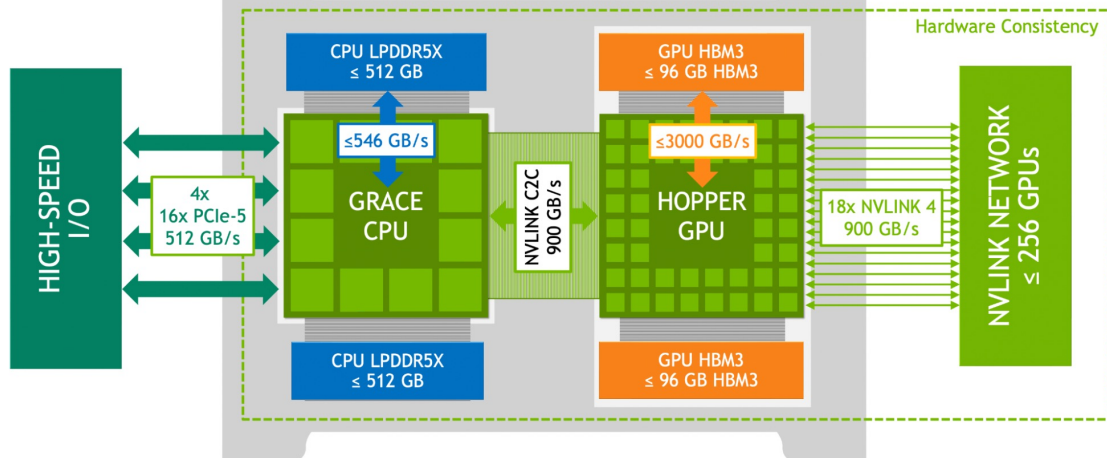 Hardware Consistency
HIGH-SPEED
I/O
4x
16x PCIe-5
512 GB/s
CPU LPDDR5X
≤ 512 GB
≤546 GB/s
GRACE
CPU
CPU LPDDR5X
≤ 512 GB
NVLINK C2C
900 GB/s
GPU HBM3
≤ 96 GB HBM3
≤3000 GB/s
HOPPER
GPU
GPU HBM3
≤ 96 GB HBM3
18x NVLINK 4
900 GB/s
NVLINK NETWORK
≤ 256 GPUs